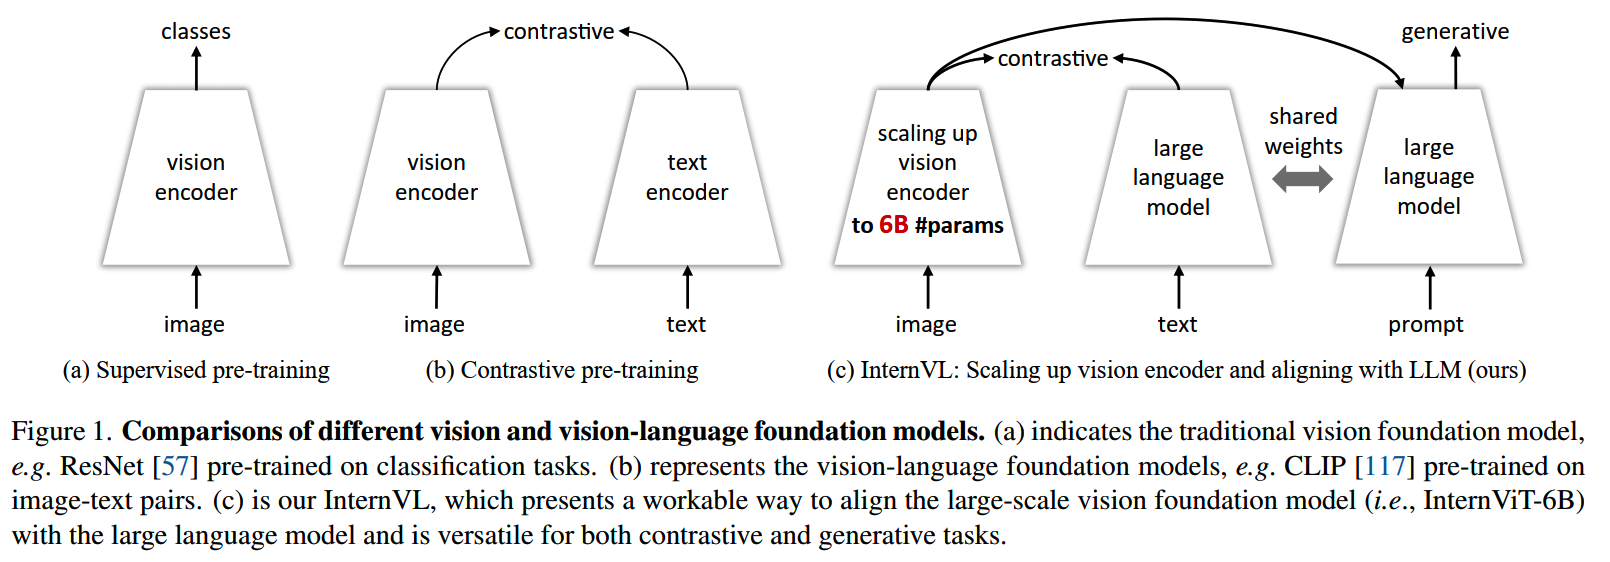 classes
vision
encoder
image
(a) Supervised pre-training
contrastive
vision
encoder
text
encoder
image
text
(b) Contrastive pre-training
contrastive
generative
scaling up
vision
encoder
to 6B #params
large
language
model
shared
weights
large
language
model
image
text
prompt
(c) InternVL: Scaling up vision encoder and aligning with LLM (ours)
Figure 1. Comparisons of different vision and vision-language foundation models. (a) indicates the traditional vision foundation model,
e.g. ResNet [57] pre-trained on classification tasks. (b) represents the vision-language foundation models, e.g. CLIP [117] pre-trained on
image-text pairs. (c) is our InternVL, which presents a workable way to align the large-scale vision foundation model (i.e., InternViT-6B)
with the large language model and is versatile for both contrastive and generative tasks.